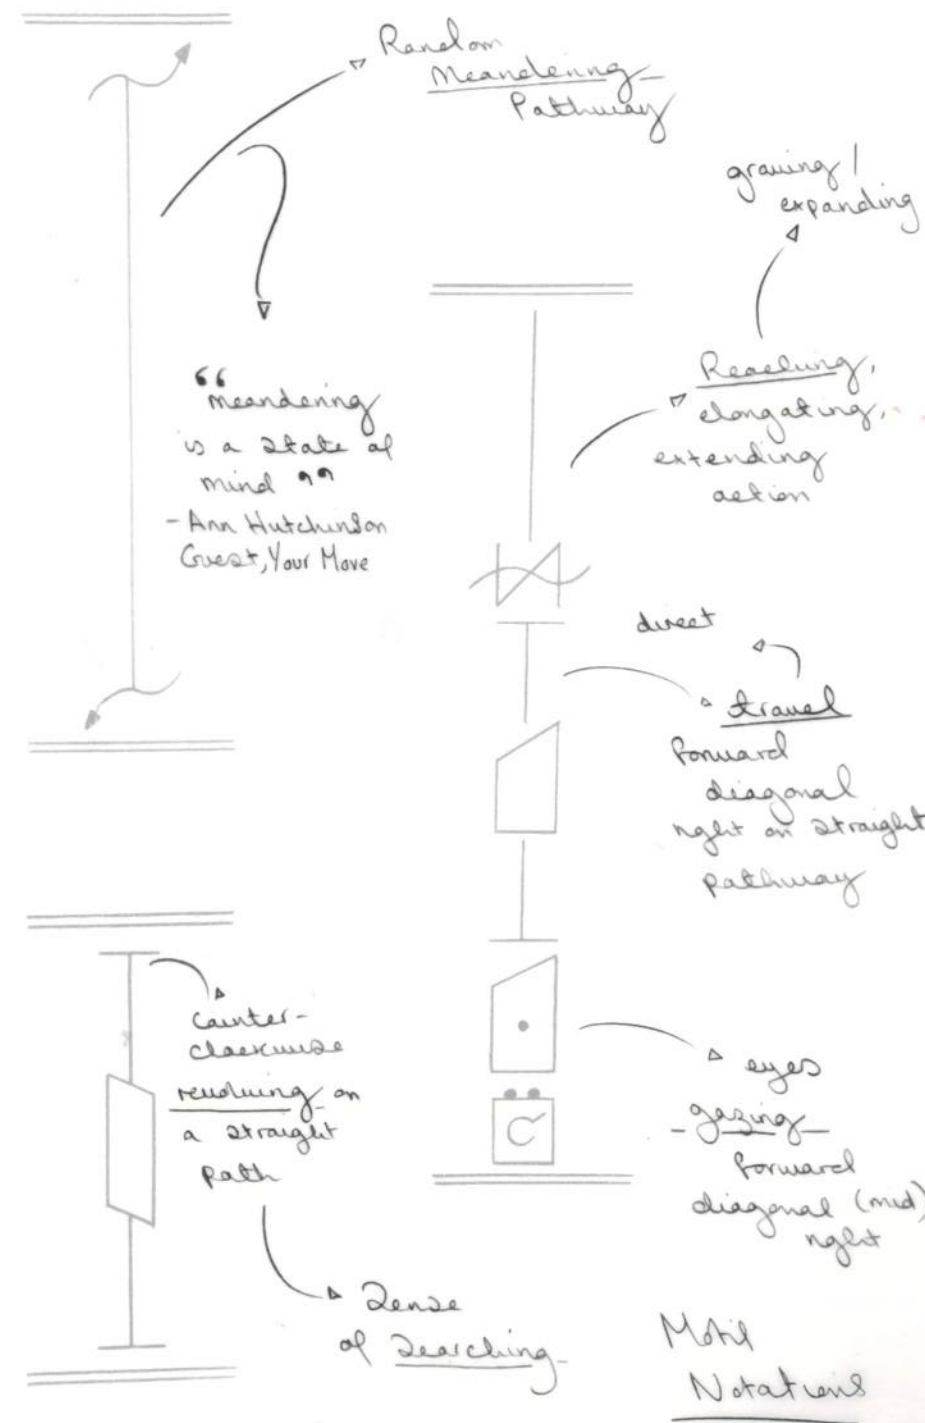 Random
Meandering
Pathway
growing /
expanding
Reaching,
elongating,
extending
action
"meandering
is a state of
mind"
- Ann Hutchinson
Guest, Your Move
direct
travel
forward
diagonal
right on straight
pathway
Counter-
clockwise
revolving on
a straight
path
eyes
gazing
forward
diagonal (mid)
right
Sense
of searching
Motif
Notations